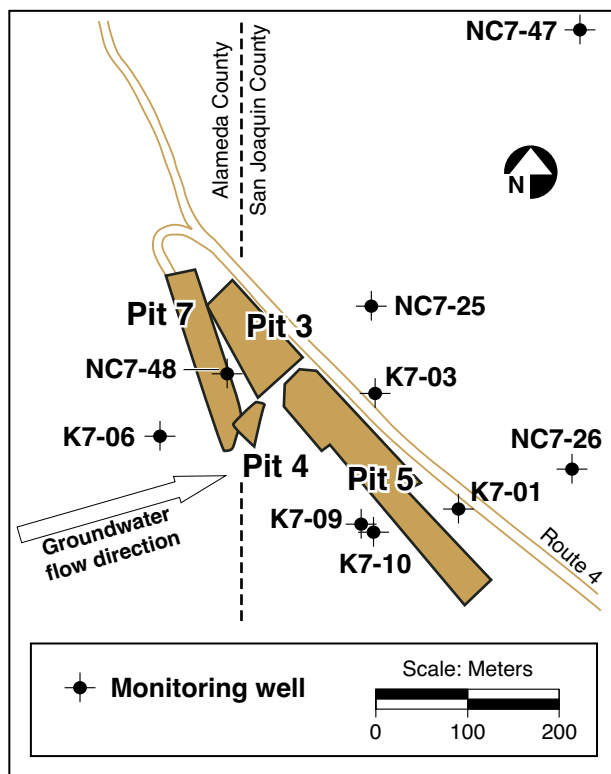 NC7-47
Alameda County
San Joaquin County
N
Pit 7
Pit 3
NC7-25
NC7-48
K7-03
K7-06
NC7-26
Pit 4
Pit 5
K7-01
K7-09
K7-10
Groundwater
flow direction
Route 4
Monitoring well
Scale: Meters
0 100 200